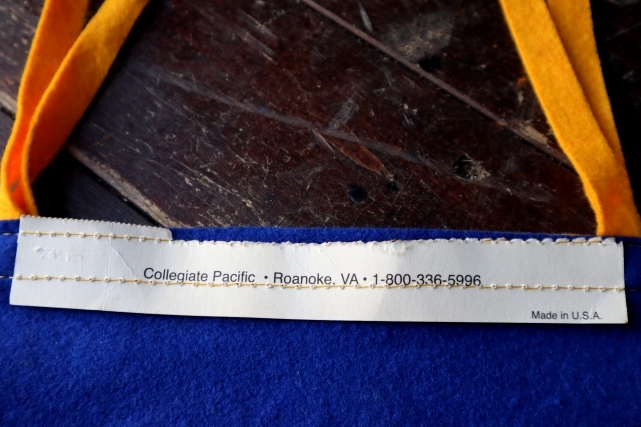 Collegiate Pacific • Roanoke, VA • 1-800-336-5996
Made in U.S.A.